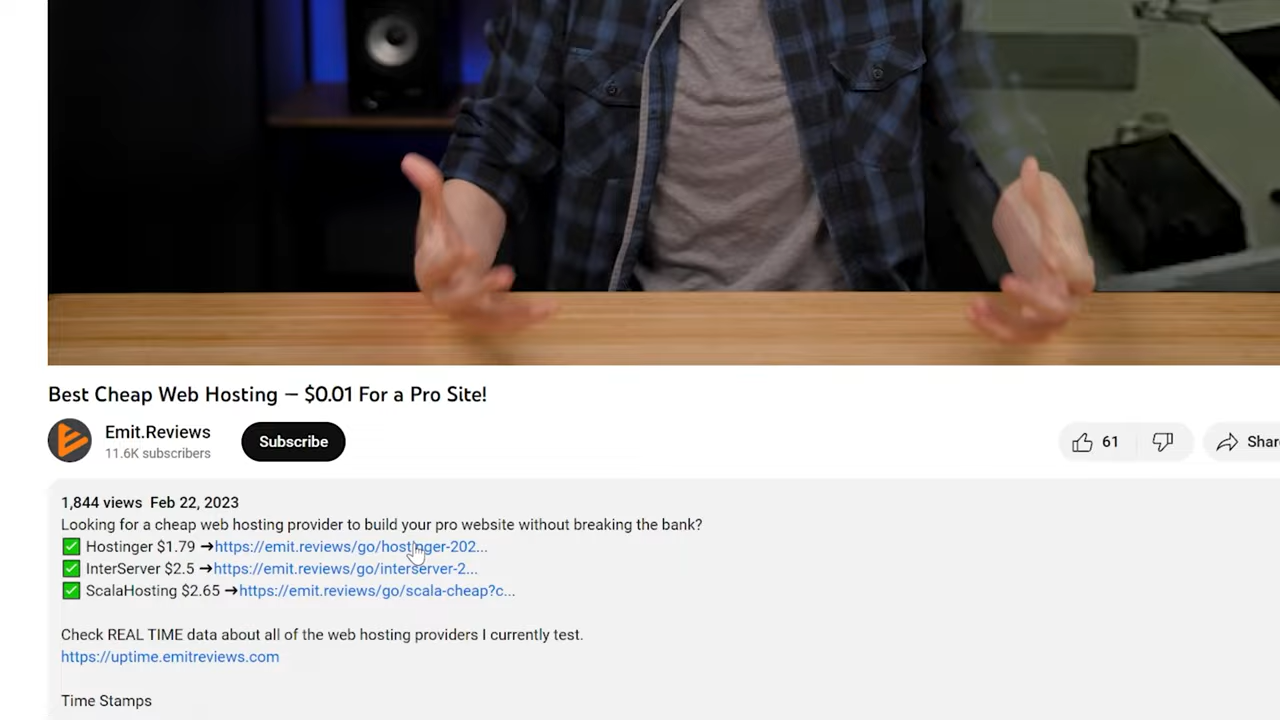 Best Cheap Web Hosting – $0.01 For a Pro Site!
Emit.Reviews
11.6K subscribers
Subscribe
61
Shar
1,844 views Feb 22, 2023
Looking for a cheap web hosting provider to build your pro website without breaking the bank?
✅ Hostinger $1.79 ➜https://emit.reviews/go/hostinger-202...
✅ InterServer $2.5 ➜https://emit.reviews/go/interserver-2...
✅ ScalaHosting $2.65 ➜https://emit.reviews/go/scala-cheap?c...
Check REAL TIME data about all of the web hosting providers I currently test.
https://uptime.emitreviews.com
Time Stamps